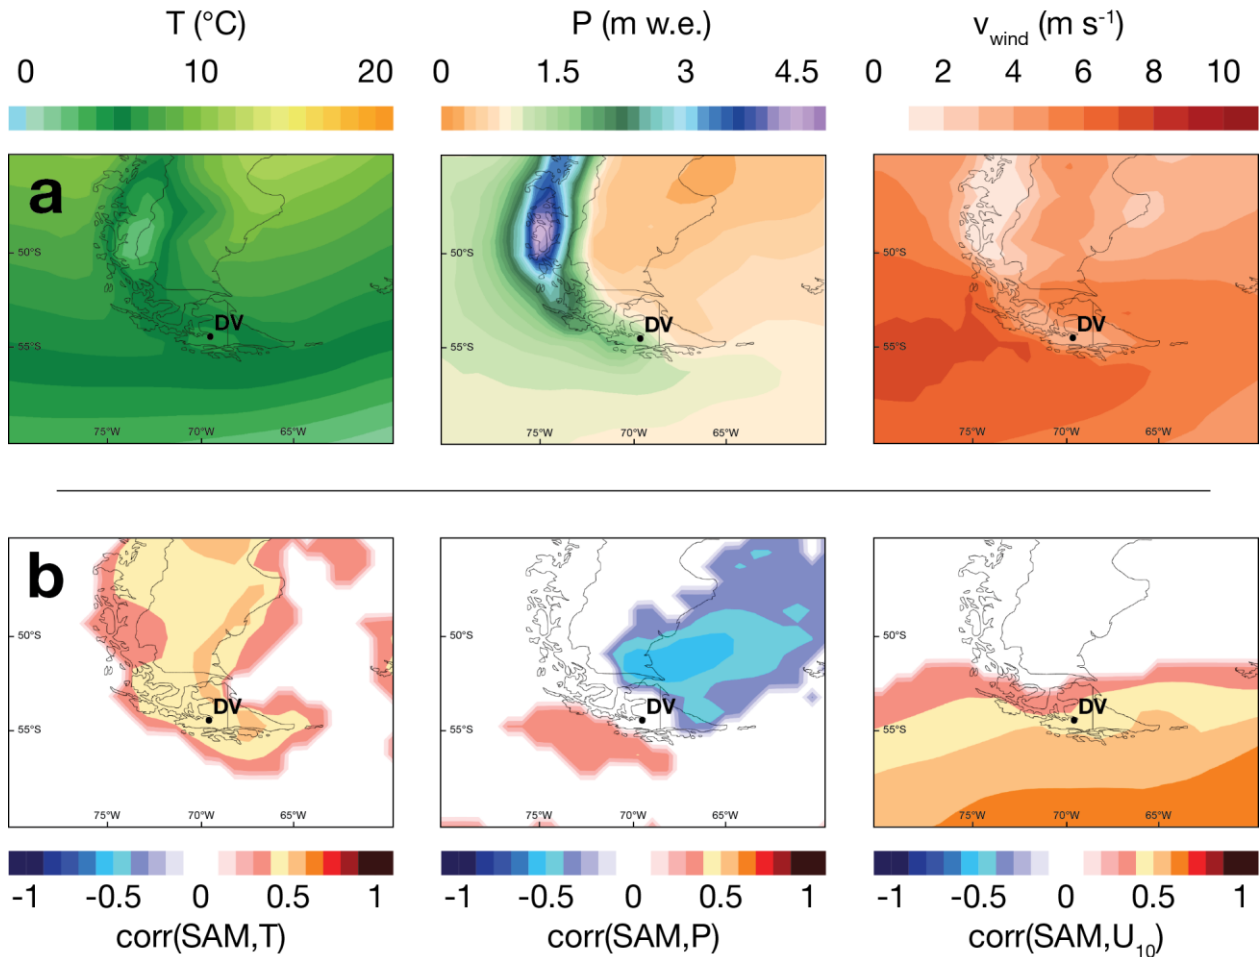 T (°C) P (m w.e.) v_wind (m s⁻¹)
0 10 20 0 1.5 3 4.5 0 2 4 6 8 10
a
50°S 50°S 50°S
DV DV DV
55°S 55°S 55°S
75°W 70°W 65°W 75°W 70°W 65°W 75°W 70°W 65°W
b
50°S 50°S 50°S
DV DV DV
55°S 55°S 55°S
75°W 70°W 65°W 75°W 70°W 65°W 75°W 70°W 65°W
-1 -0.5 0 0.5 1 -1 -0.5 0 0.5 1 -1 -0.5 0 0.5 1
corr(SAM,T) corr(SAM,P) corr(SAM,U₁₀)